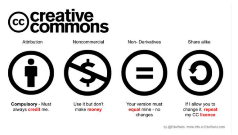 cc creative
commons
Attribution
Noncommercial
Non- Derivatives
Share alike
Compulsory - Must
always credit me.
Use it but don't
make money
Your version must
equal mine - no
changes
If I allow you to
change it, repeat
my CC licence